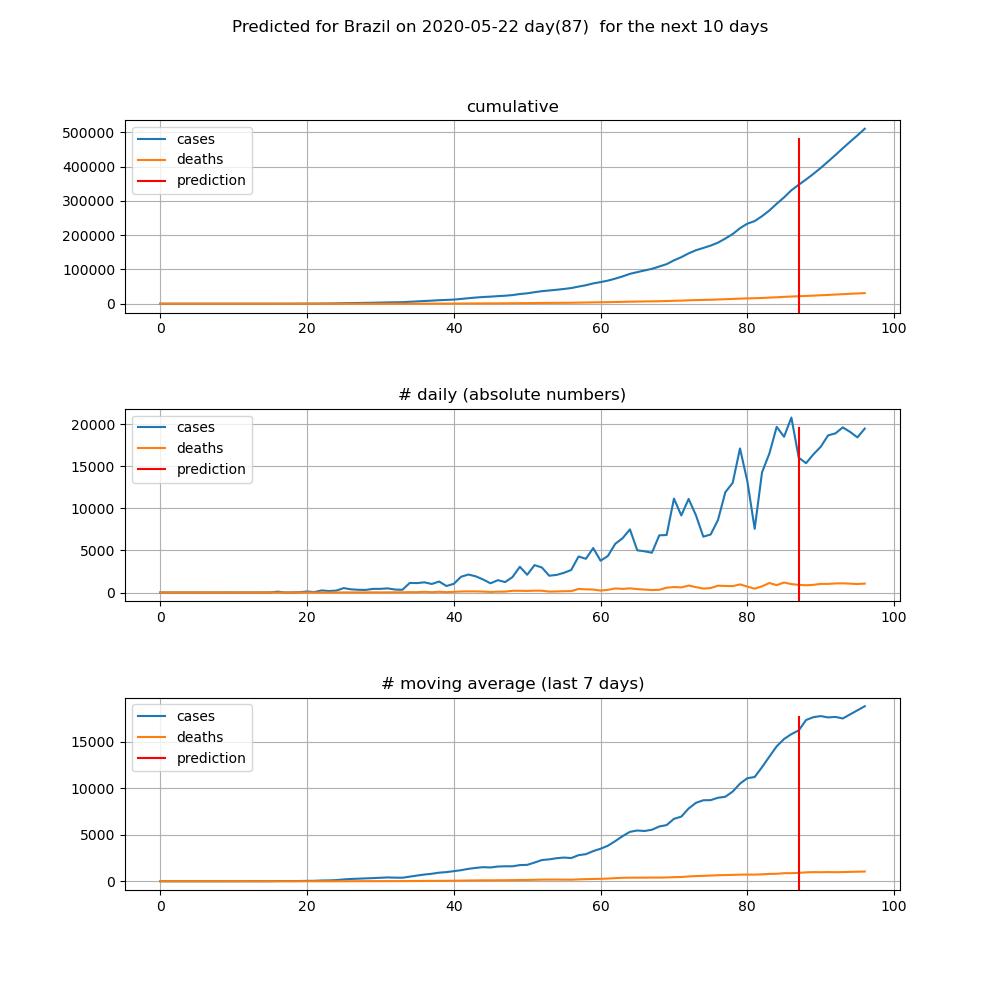 Predicted for Brazil on 2020-05-22 day(87)  for the next 10 days
cumulative
500000
400000
300000
200000
100000
0
cases
deaths
prediction
0 20 40 60 80 100
# daily (absolute numbers)
20000
15000
10000
5000
0
cases
deaths
prediction
0 20 40 60 80 100
# moving average (last 7 days)
15000
10000
5000
0
cases
deaths
prediction
0 20 40 60 80 100